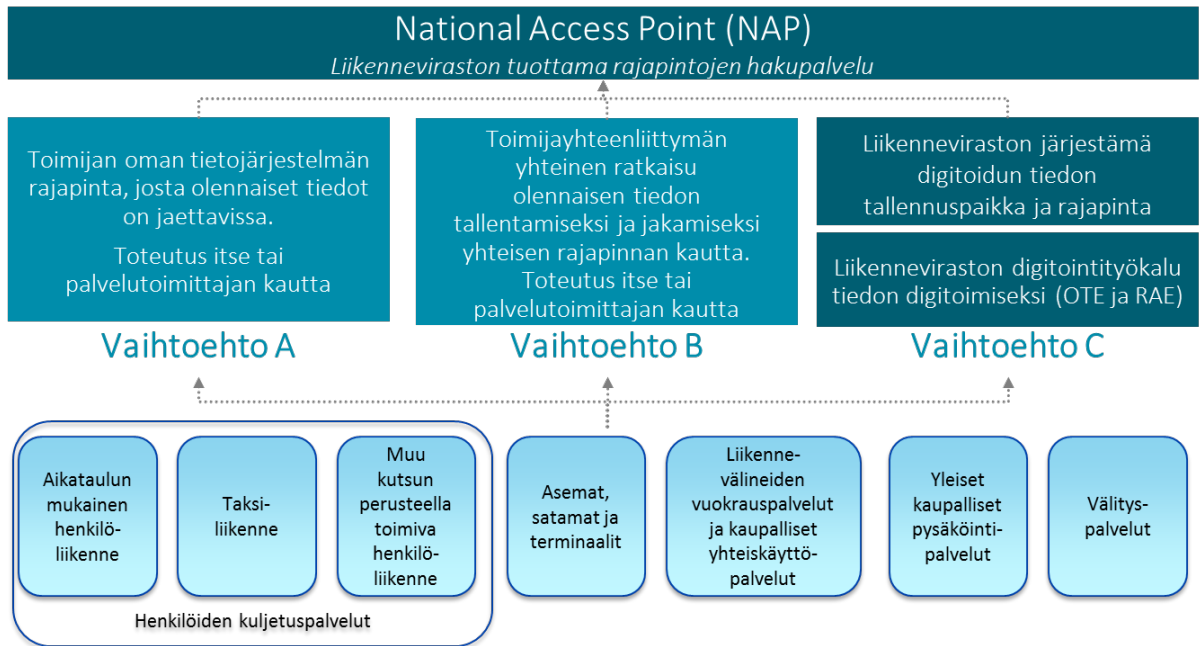 National Access Point (NAP)
Liikenneviraston tuottama rajapintojen hakupalvelu
Toimijan oman tietojärjestelmän
rajapinta, josta olennaiset tiedot
on jaettavissa.
Toteutus itse tai
palvelutoimittajan kautta
Vaihtoehto A
Toimijayhteenliittymän
yhteinen ratkaisu
olennaisen tiedon
tallentamiseksi ja jakamiseksi
yhteisen rajapinnan kautta.
Toteutus itse tai
palvelutoimittajan kautta
Vaihtoehto B
Liikenneviraston järjestämä
digitoidun tiedon
tallennuspaikka ja rajapinta
Liikenneviraston digitointityökalu
tiedon digitoimiseksi (OTE ja RAE)
Vaihtoehto C
Aikataulun
mukainen
henkilö-
liikenne
Taksi-
liikenne
Muu
kutsun
perusteella
toimiva
henkilö-
liikenne
Henkilöiden kuljetuspalvelut
Asemat,
satamat ja
terminaalit
Liikenne-
välineiden
vuokrauspalvelut
ja kaupalliset
yhteiskäyttö-
palvelut
Yleiset
kaupalliset
pysäköinti-
palvelut
Välitys-
palvelut